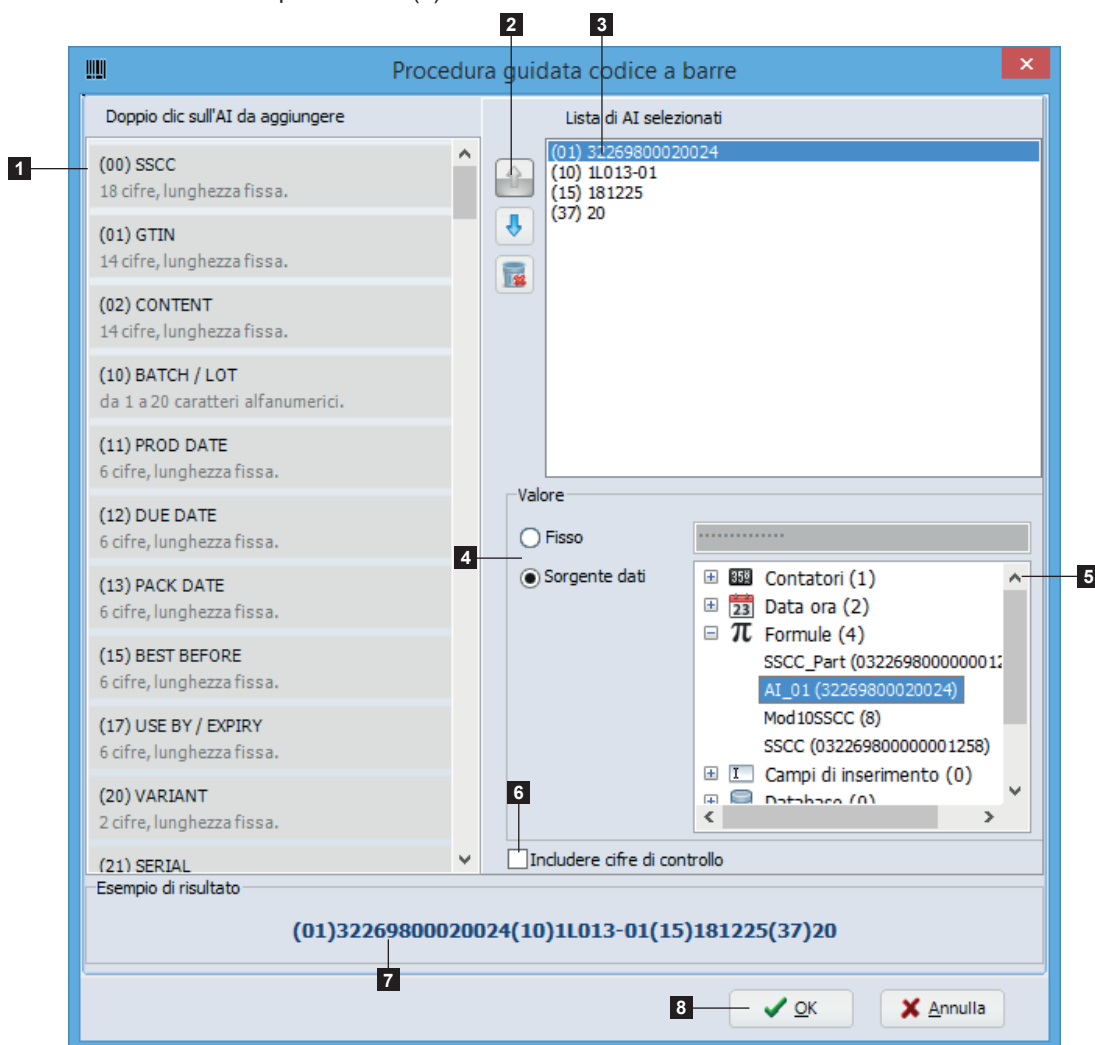 2
3
Procedura guidata codice a barre
Doppio clic sull'AI da aggiungere
Lista di AI selezionati
1
(00) SSCC
18 cifre, lunghezza fissa.
(01) GTIN
14 cifre, lunghezza fissa.
(02) CONTENT
14 cifre, lunghezza fissa.
(10) BATCH / LOT
da 1 a 20 caratteri alfanumerici.
(11) PROD DATE
6 cifre, lunghezza fissa.
(12) DUE DATE
6 cifre, lunghezza fissa.
(13) PACK DATE
6 cifre, lunghezza fissa.
(15) BEST BEFORE
6 cifre, lunghezza fissa.
(17) USE BY / EXPIRY
6 cifre, lunghezza fissa.
(20) VARIANT
2 cifre, lunghezza fissa.
(21) SERIAL
(01) 32269800020024
(10) 1L013-01
(15) 181225
(37) 20
Valore
4
Fisso
Sorgente dati
5
Contatori (1)
23 Data ora (2)
π Formule (4)
SSCC_Part (0322698000000012
AI_01 (32269800020024)
Mod10SSCC (8)
SSCC (032269800000001258)
Campi di inserimento (0)
Database (0)
6
Includere cifre di controllo
Esempio di risultato
(01)32269800020024(10)1L013-01(15)181225(37)20
7
8
OK
Annulla